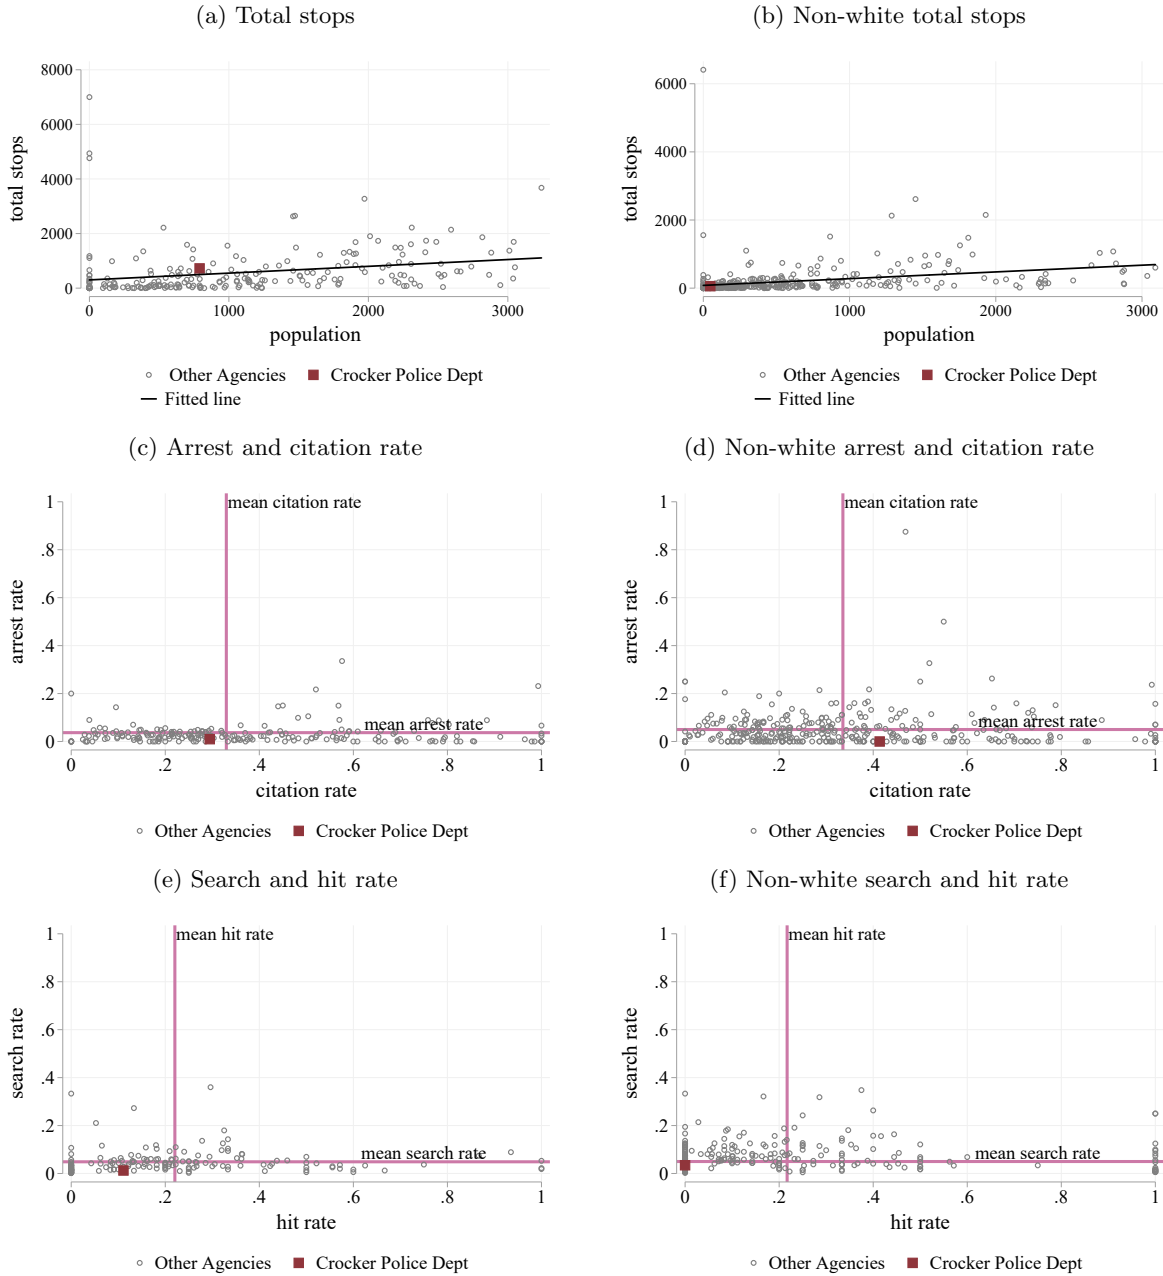 (a) Total stops
(b) Non-white total stops
8000
6000
4000
2000
0
total stops
0 1000 2000 3000
population
Other Agencies Crocker Police Dept
Fitted line
6000
4000
2000
0
total stops
0 1000 2000 3000
population
Other Agencies Crocker Police Dept
Fitted line
(c) Arrest and citation rate
(d) Non-white arrest and citation rate
1
.8
.6
.4
.2
0
arrest rate
mean citation rate
mean arrest rate
0 .2 .4 .6 .8 1
citation rate
Other Agencies Crocker Police Dept
1
.8
.6
.4
.2
0
arrest rate
mean citation rate
mean arrest rate
0 .2 .4 .6 .8 1
citation rate
Other Agencies Crocker Police Dept
(e) Search and hit rate
(f) Non-white search and hit rate
1
.8
.6
.4
.2
0
search rate
mean hit rate
mean search rate
0 .2 .4 .6 .8 1
hit rate
Other Agencies Crocker Police Dept
1
.8
.6
.4
.2
0
search rate
mean hit rate
mean search rate
0 .2 .4 .6 .8 1
hit rate
Other Agencies Crocker Police Dept